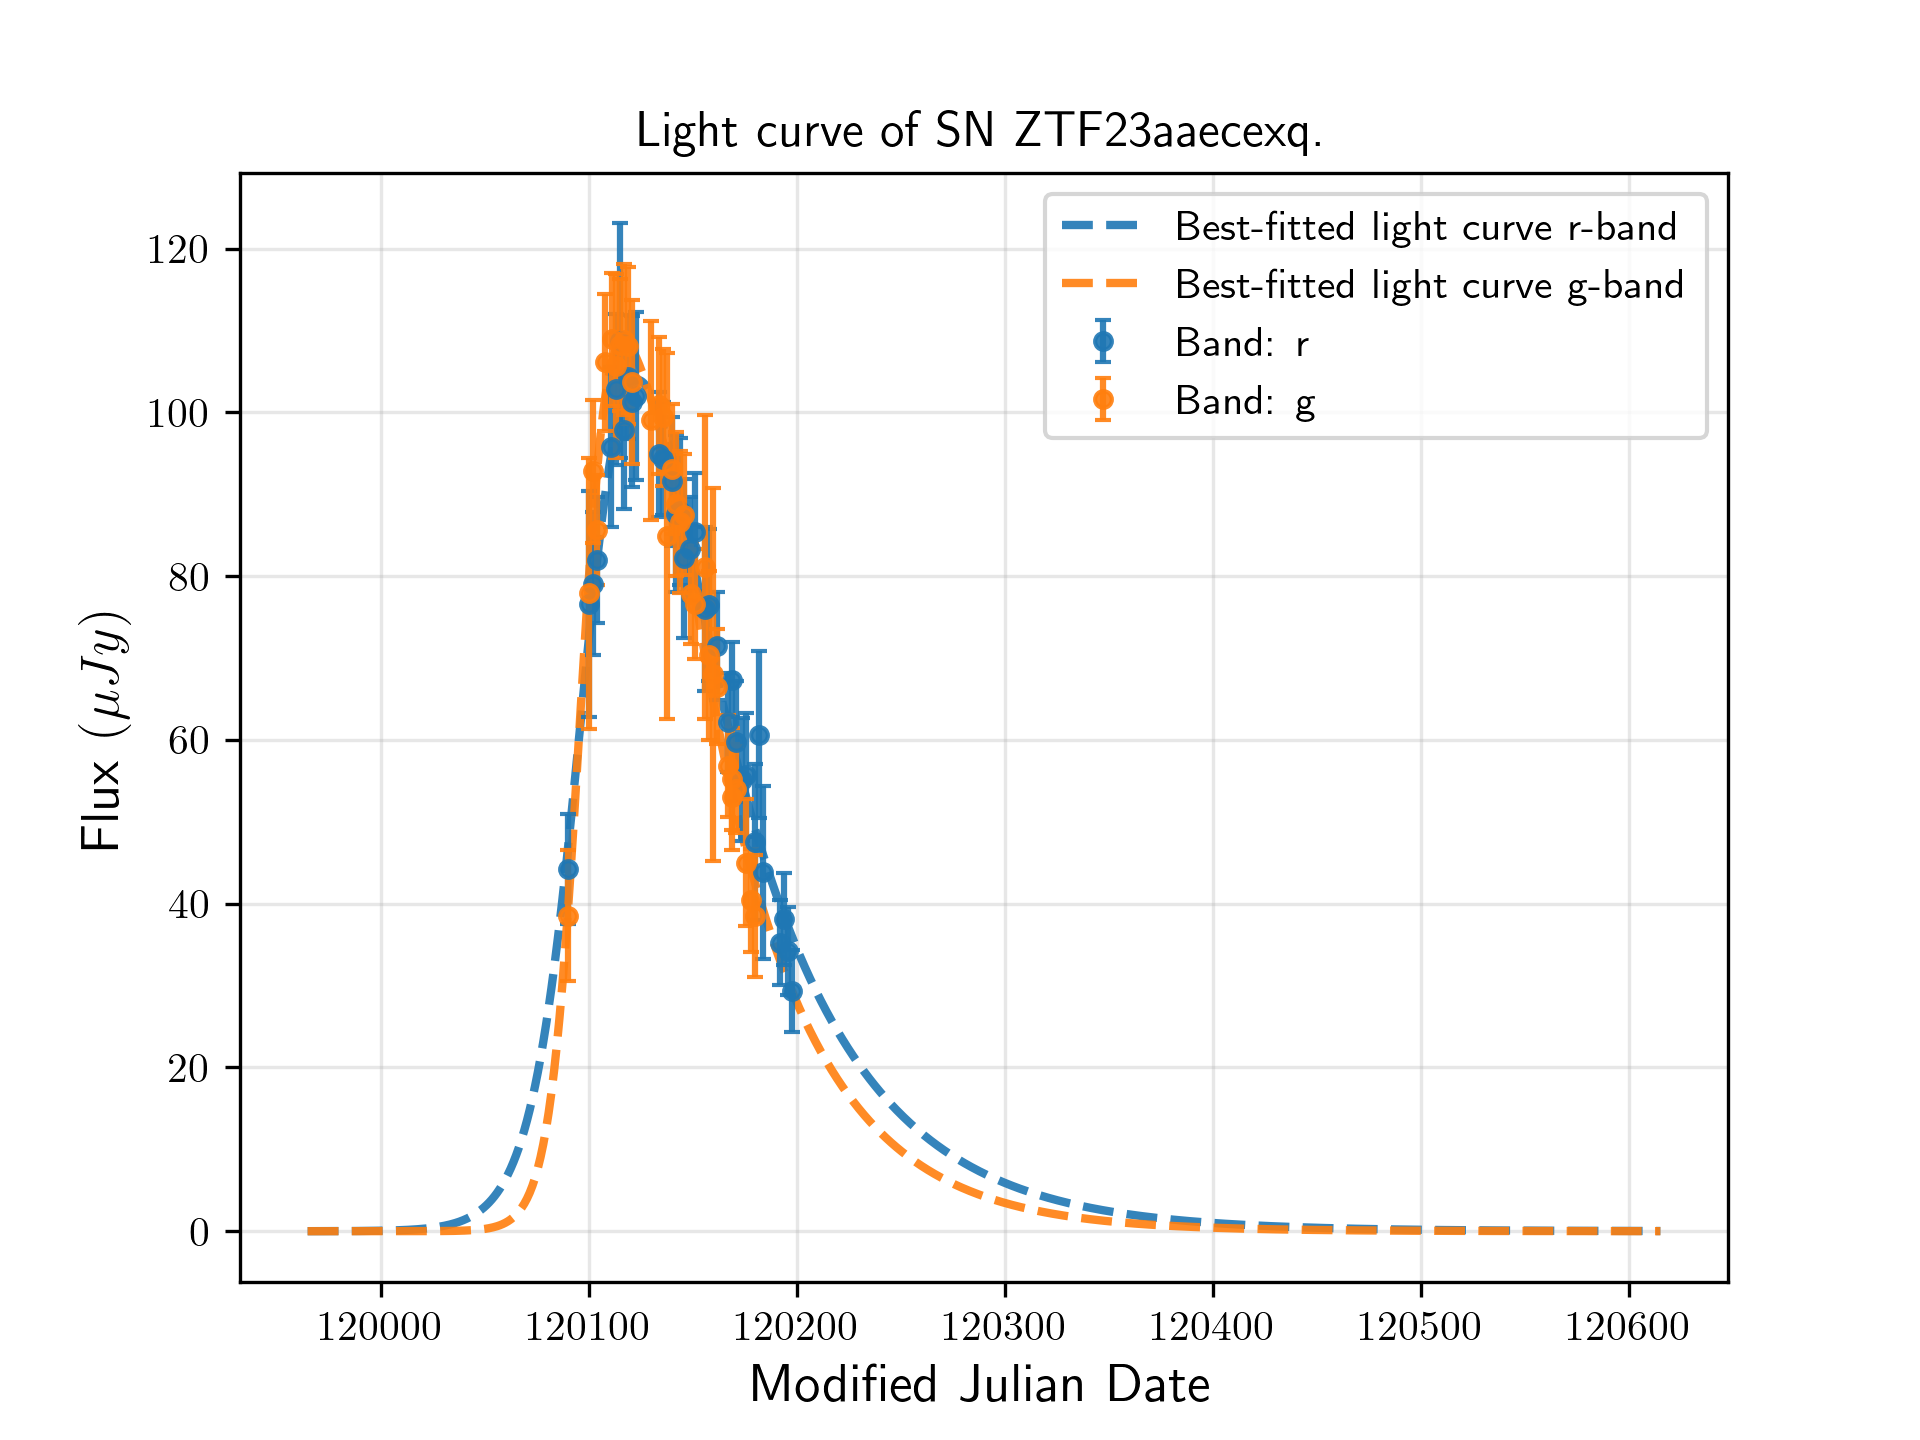 Light curve of SN ZTF23aaecexq.
Best-fitted light curve r-band
Best-fitted light curve g-band
Band: r
Band: g
120
100
80
60
40
20
0
Flux (μJy)
120000 120100 120200 120300 120400 120500 120600
Modified Julian Date